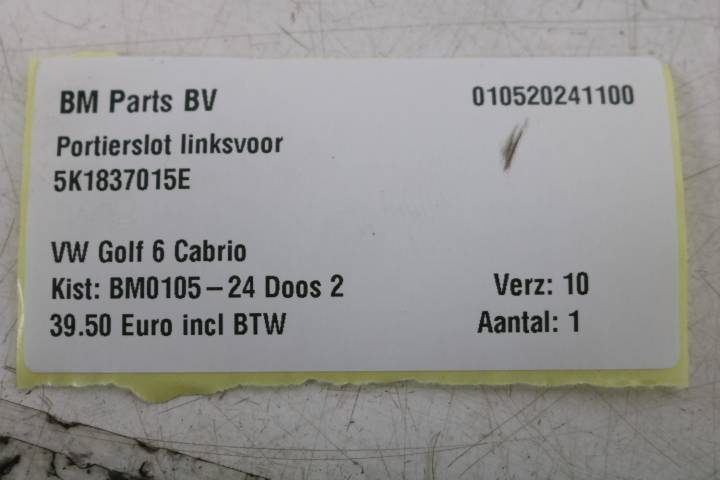 BM Parts BV 010520241100
Portierslot linksvoor
5K1837015E
VW Golf 6 Cabrio
Kist: BM0105-24 Doos 2 Verz: 10
39.50 Euro incl BTW Aantal: 1